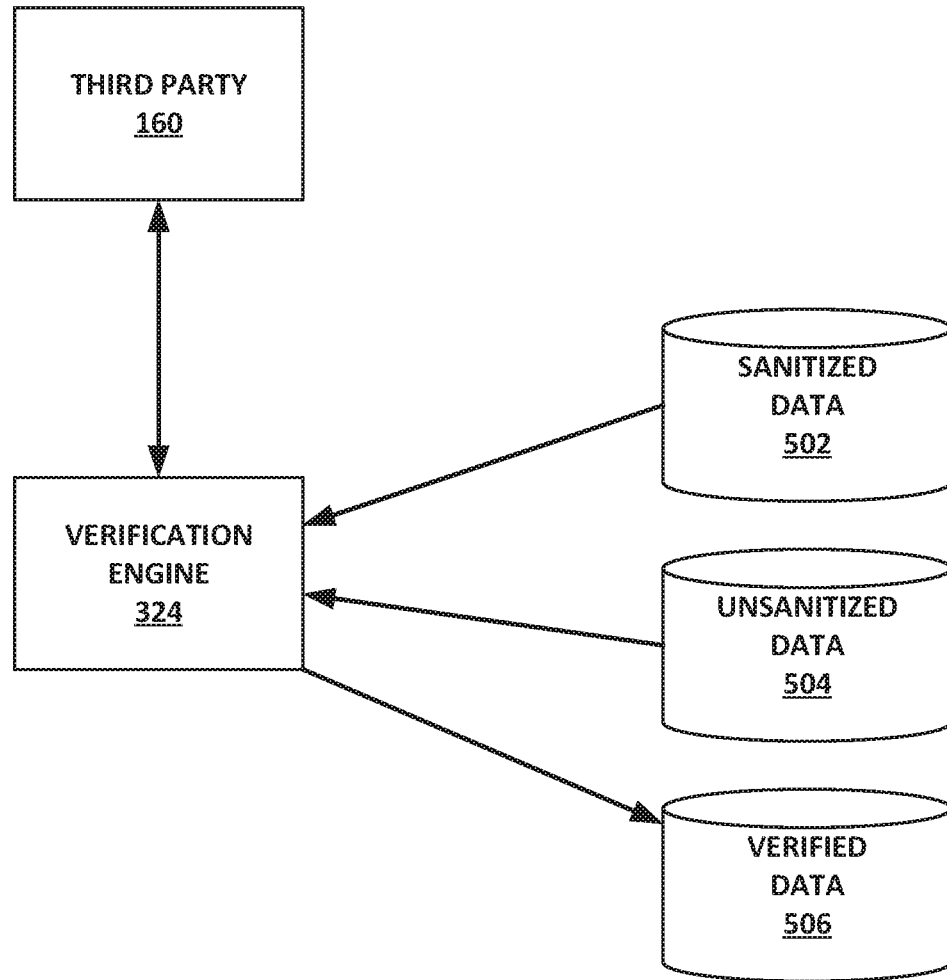 THIRD PARTY
160
VERIFICATION
ENGINE
324
SANITIZED
DATA
502
UNSANITIZED
DATA
504
VERIFIED
DATA
506